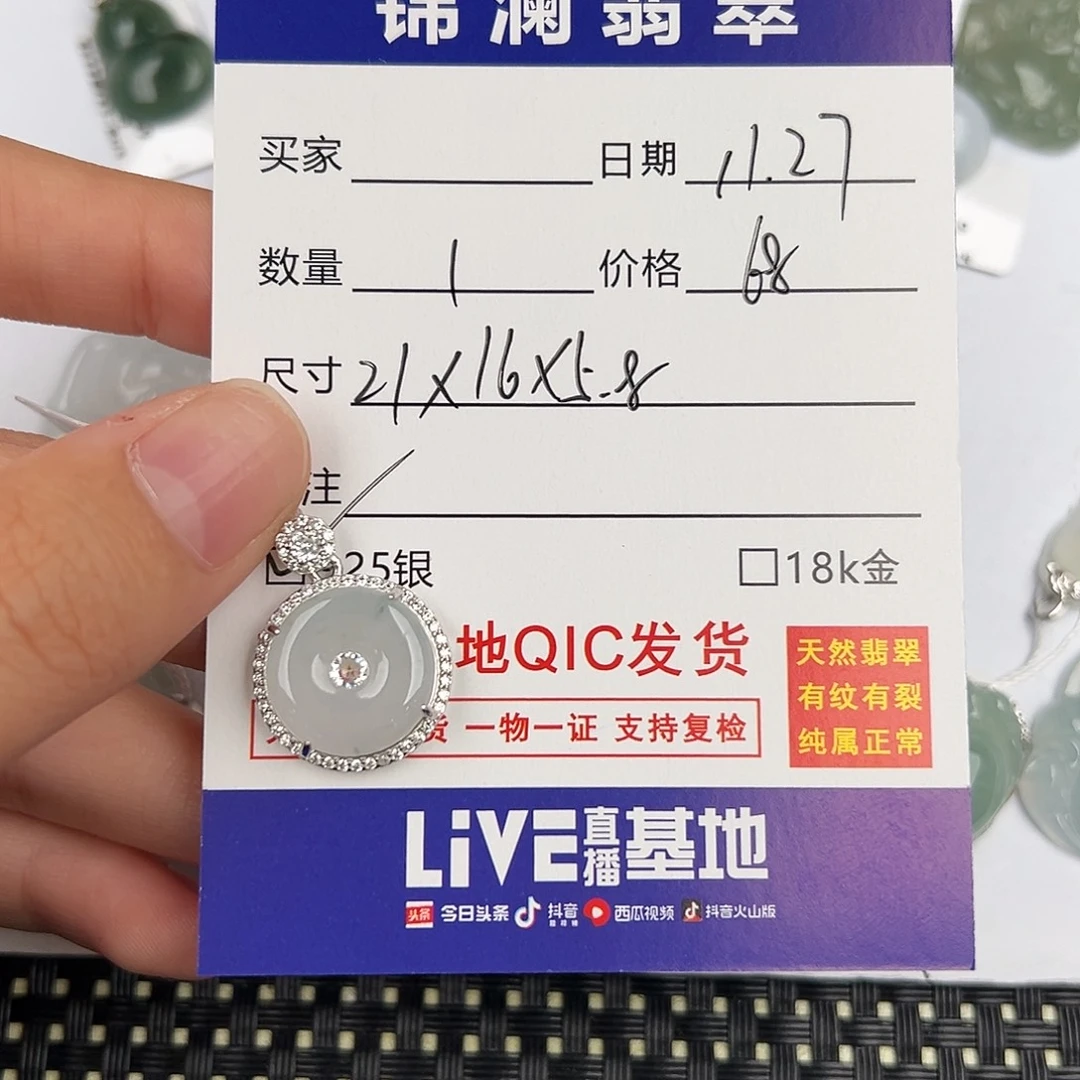 锦澜翡翠
买家 日期 11.27
数量 1 价格 68
尺寸 21X16X5.8
注
25银 18k金
地QIC发货
货 一物一证 支持复检
天然翡翠
有纹有裂
纯属正常
LiVE直播基地
头条 今日头条 抖音 西瓜视频 抖音火山版